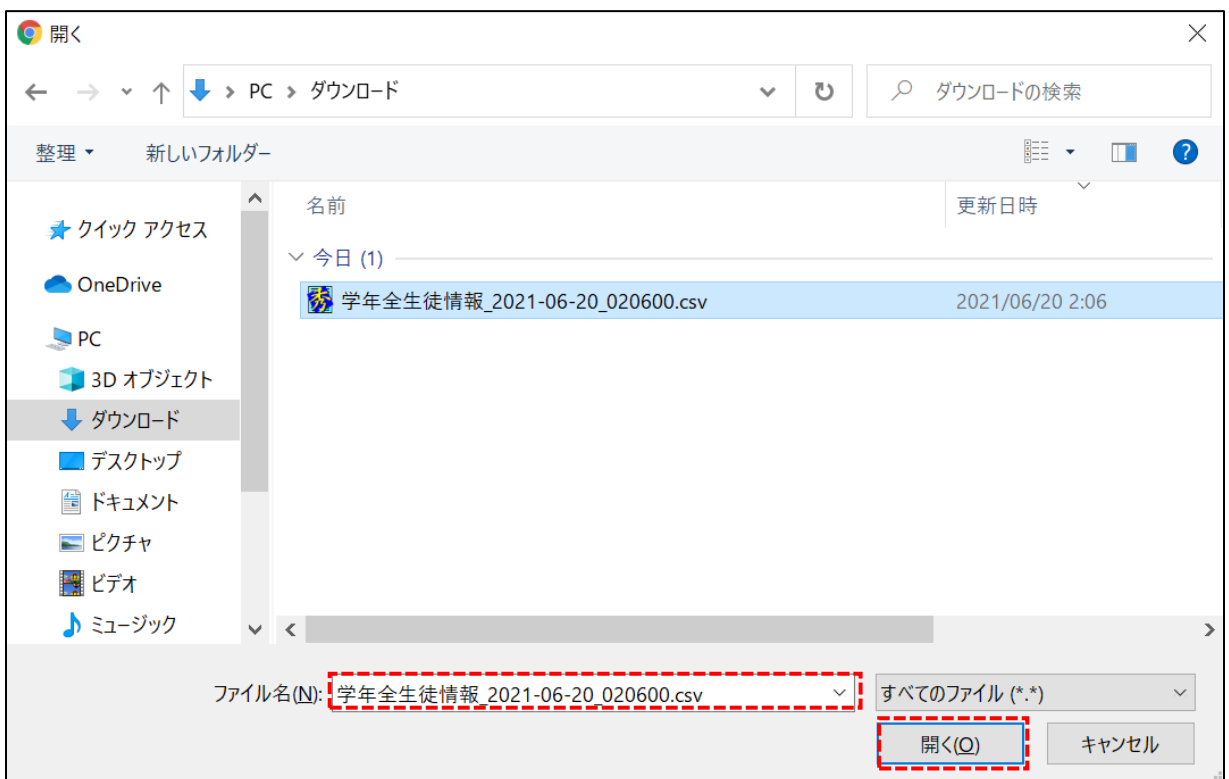 開く
PC > ダウンロード
ダウンロードの検索
整理 新しいフォルダー
名前 更新日時
クイック アクセス
今日 (1)
OneDrive
学年全生徒情報_2021-06-20_020600.csv 2021/06/20 2:06
PC
3D オブジェクト
ダウンロード
デスクトップ
ドキュメント
ピクチャ
ビデオ
ミュージック
ファイル名(N): 学年全生徒情報_2021-06-20_020600.csv すべてのファイル (*.*)
開く(O) キャンセル